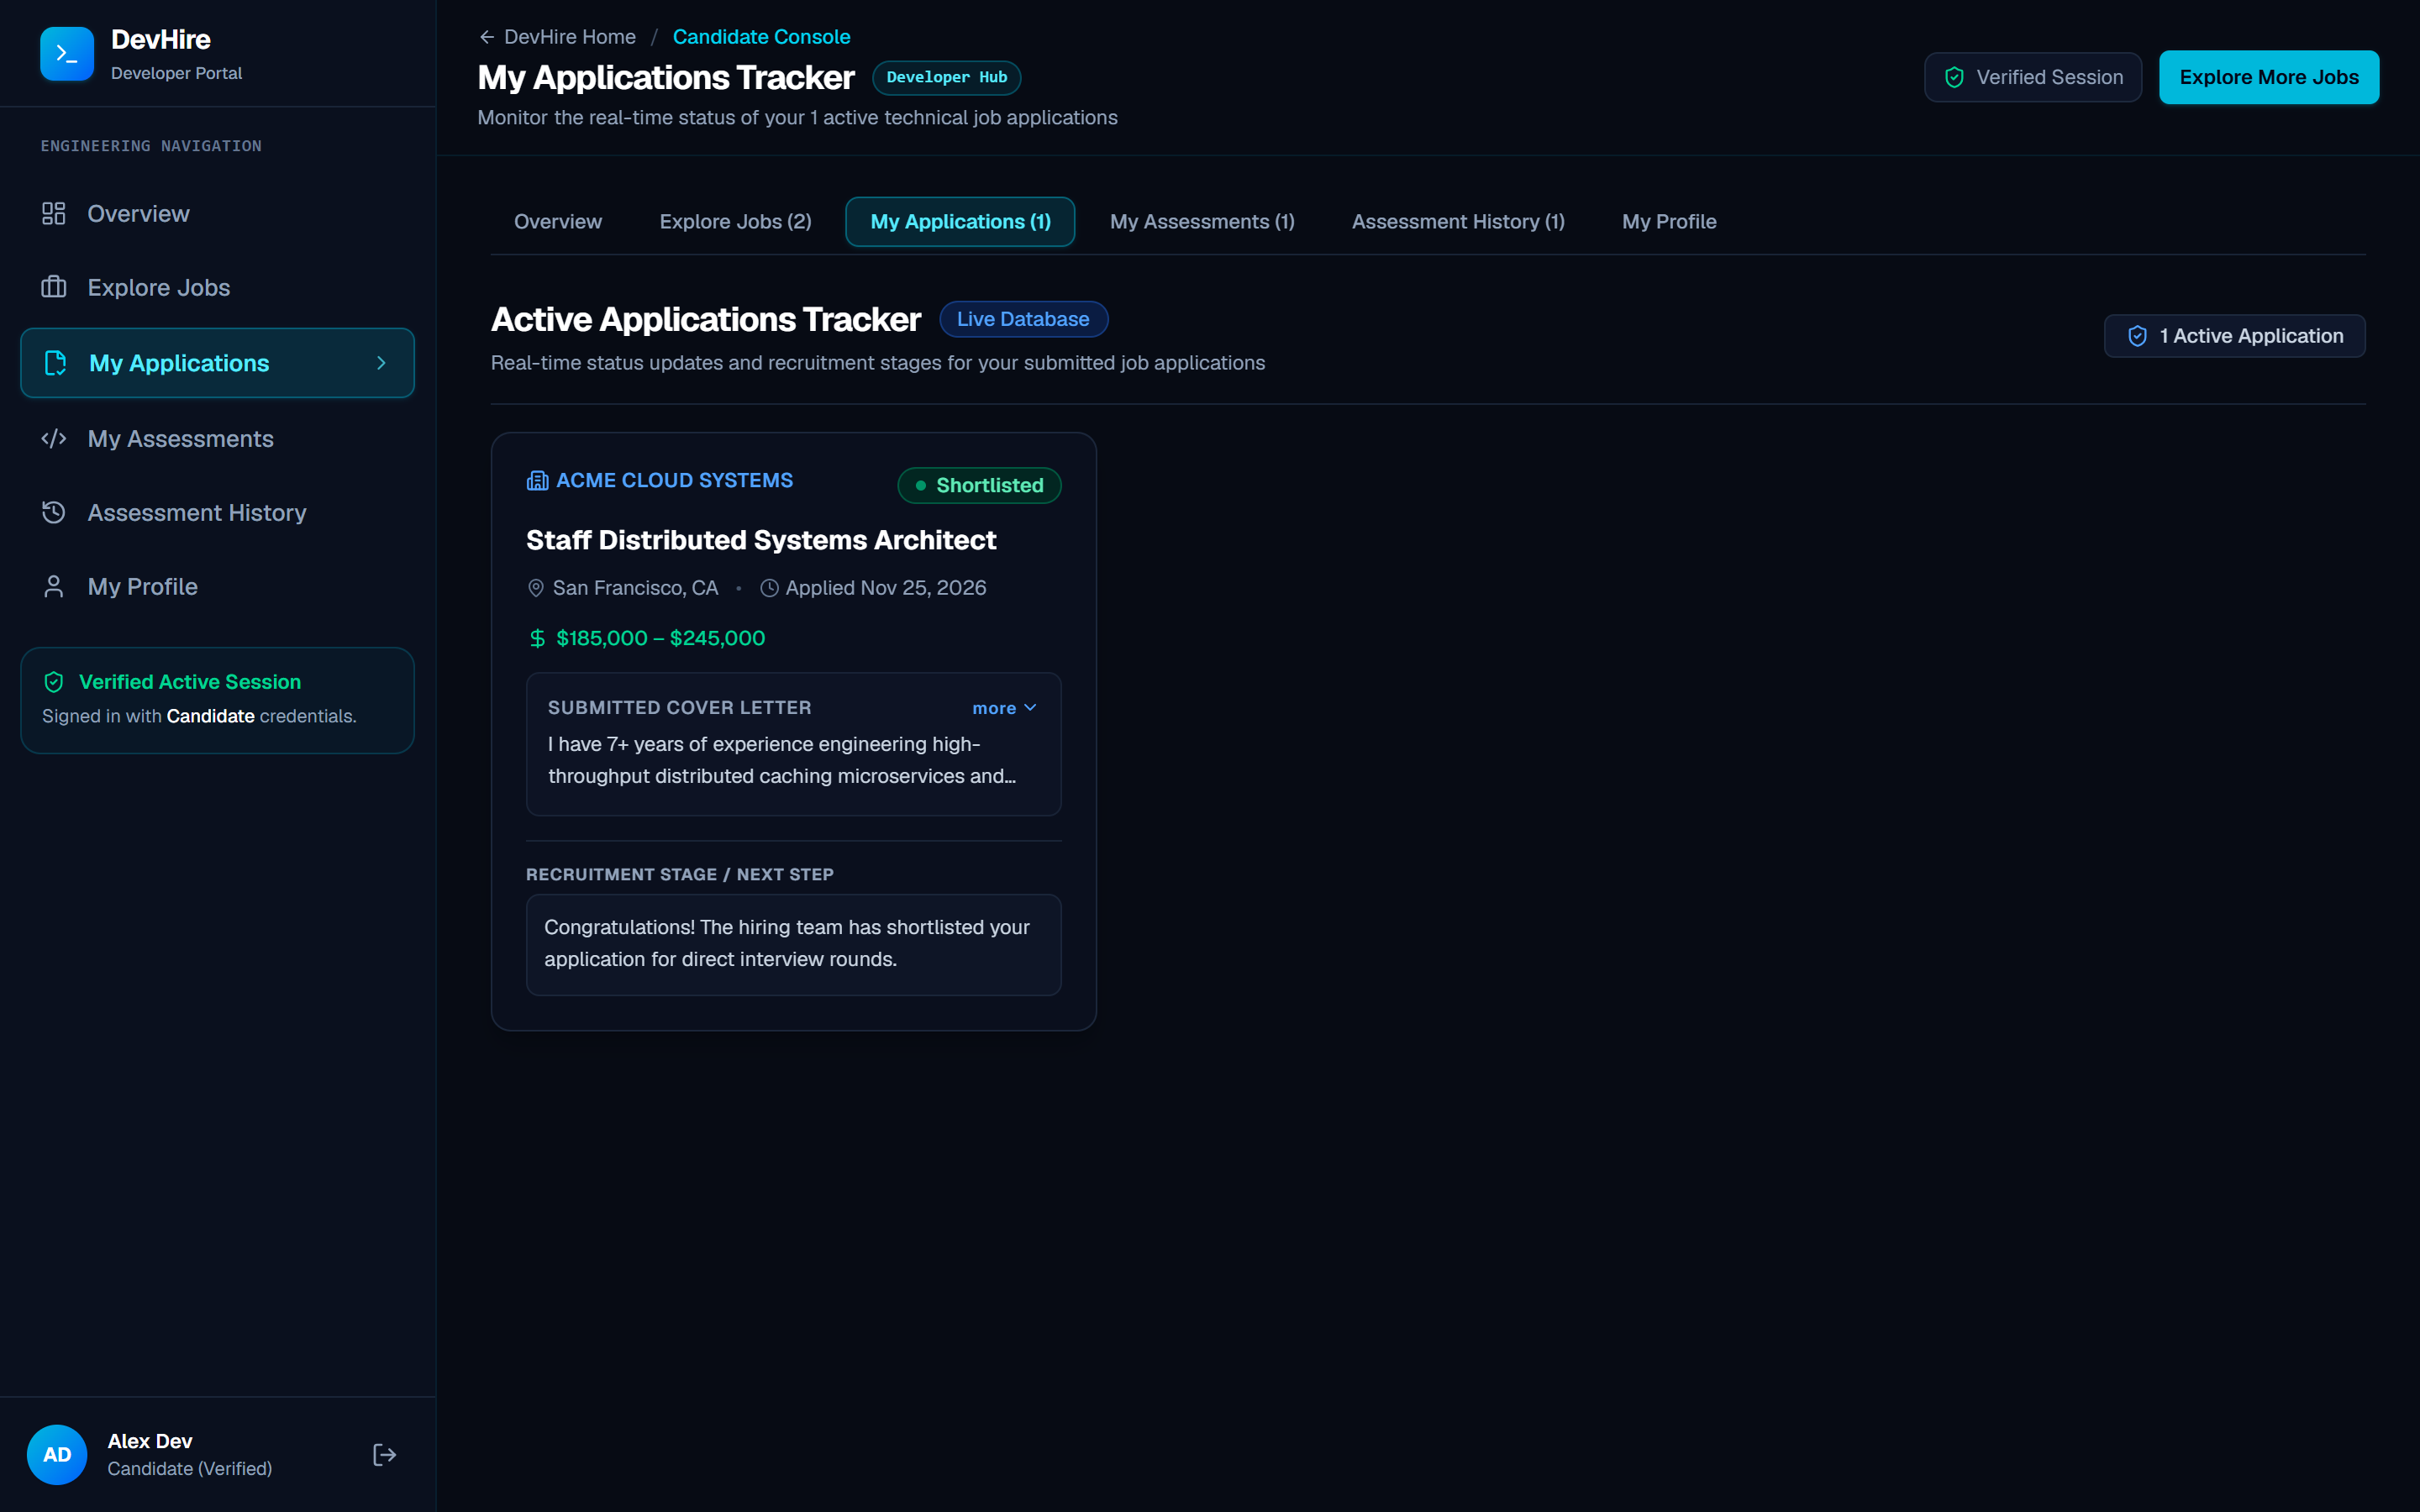 DevHire
Developer Portal
ENGINEERING NAVIGATION
Overview
Explore Jobs
My Applications
My Assessments
Assessment History
My Profile
Verified Active Session
Signed in with Candidate credentials.
AD
Alex Dev
Candidate (Verified)
← DevHire Home / Candidate Console
My Applications Tracker Developer Hub
Monitor the real-time status of your 1 active technical job applications
Verified Session
Explore More Jobs
Overview Explore Jobs (2) My Applications (1) My Assessments (1) Assessment History (1) My Profile
Active Applications Tracker Live Database
Real-time status updates and recruitment stages for your submitted job applications
1 Active Application
ACME CLOUD SYSTEMS
Shortlisted
Staff Distributed Systems Architect
San Francisco, CA • Applied Nov 25, 2026
$ $185,000 – $245,000
SUBMITTED COVER LETTER more
I have 7+ years of experience engineering high-
throughput distributed caching microservices and…
RECRUITMENT STAGE / NEXT STEP
Congratulations! The hiring team has shortlisted your
application for direct interview rounds.